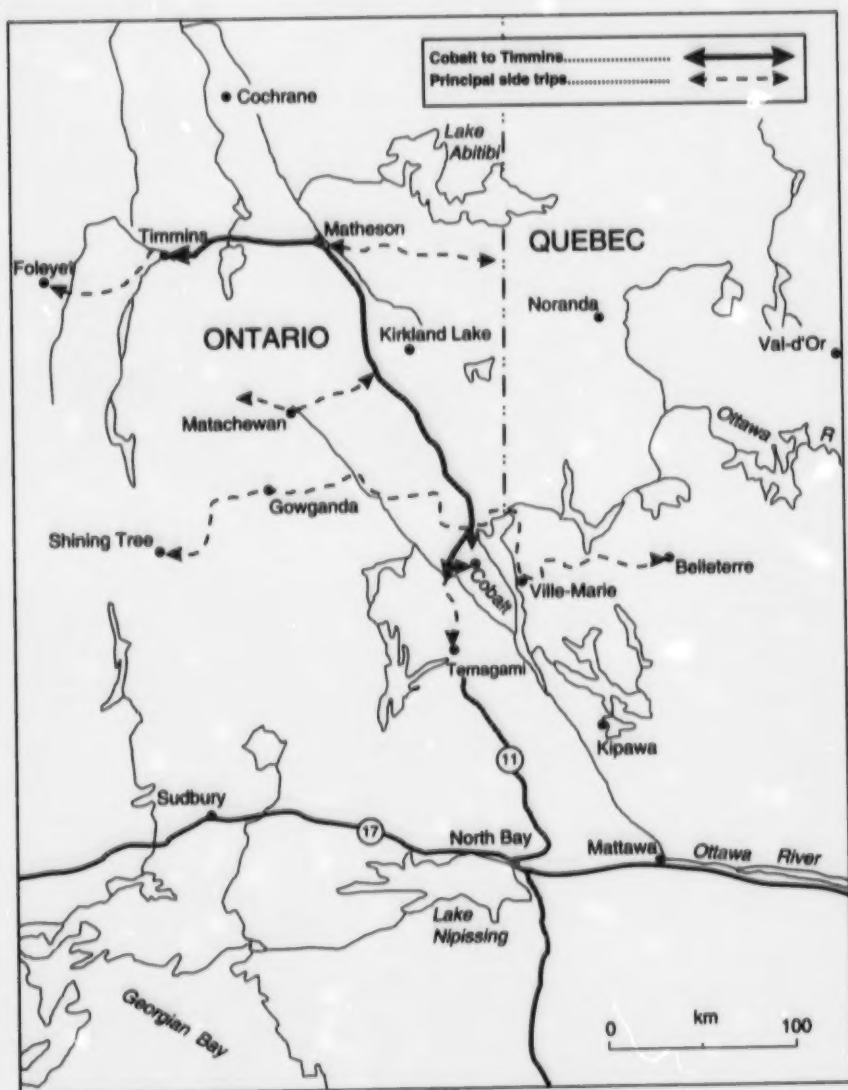 Cobalt to Timmins....................
Principal side trips....................
Cochrane
Lake
Abitibi
Timmins
Matheson
QUEBEC
Foleyet
Noranda
ONTARIO
Kirkland Lake
Val-d'Or
Matachewan
Ottawa R
Gowganda
Shining Tree
Cobalt
Ville-Marie
Belleterre
Temagami
Kipawa
11
Sudbury
17
North Bay
Mattawa
Ottawa River
Lake
Nipissing
Georgian Bay
km
0 100